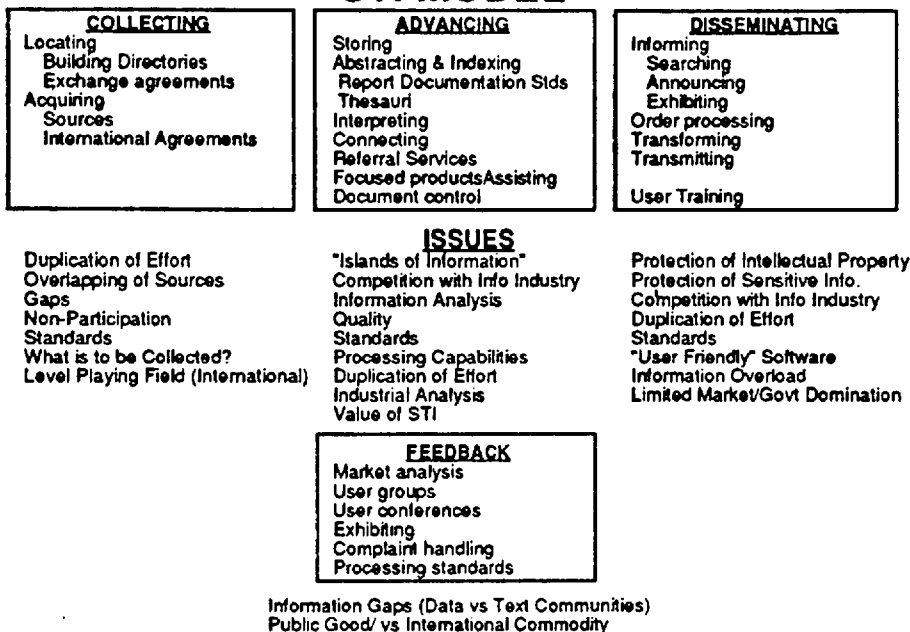 COLLECTING
Locating
Building Directories
Exchange agreements
Acquiring
Sources
International Agreements
ADVANCING
Storing
Abstracting & Indexing
Report Documentation Stds
Thesauri
Interpreting
Connecting
Referral Services
Focused productsAssisting
Document control
DISSEMINATING
Informing
Searching
Announcing
Exhibiting
Order processing
Transforming
Transmitting
User Training
ISSUES
Duplication of Effort
Overlapping of Sources
Gaps
Non-Participation
Standards
What is to be Collected?
Level Playing Field (International)
"Islands of Information"
Competition with Info Industry
Information Analysis
Quality
Standards
Processing Capabilities
Duplication of Effort
Industrial Analysis
Value of STI
Protection of Intellectual Property
Protection of Sensitive Info.
Competition with Info Industry
Duplication of Effort
Standards
"User Friendly" Software
Information Overload
Limited Market/Govt Domination
FEEDBACK
Market analysis
User groups
User conferences
Exhibiting
Complaint handling
Processing standards
Information Gaps (Data vs Text Communities)
Public Good/ vs International Commodity